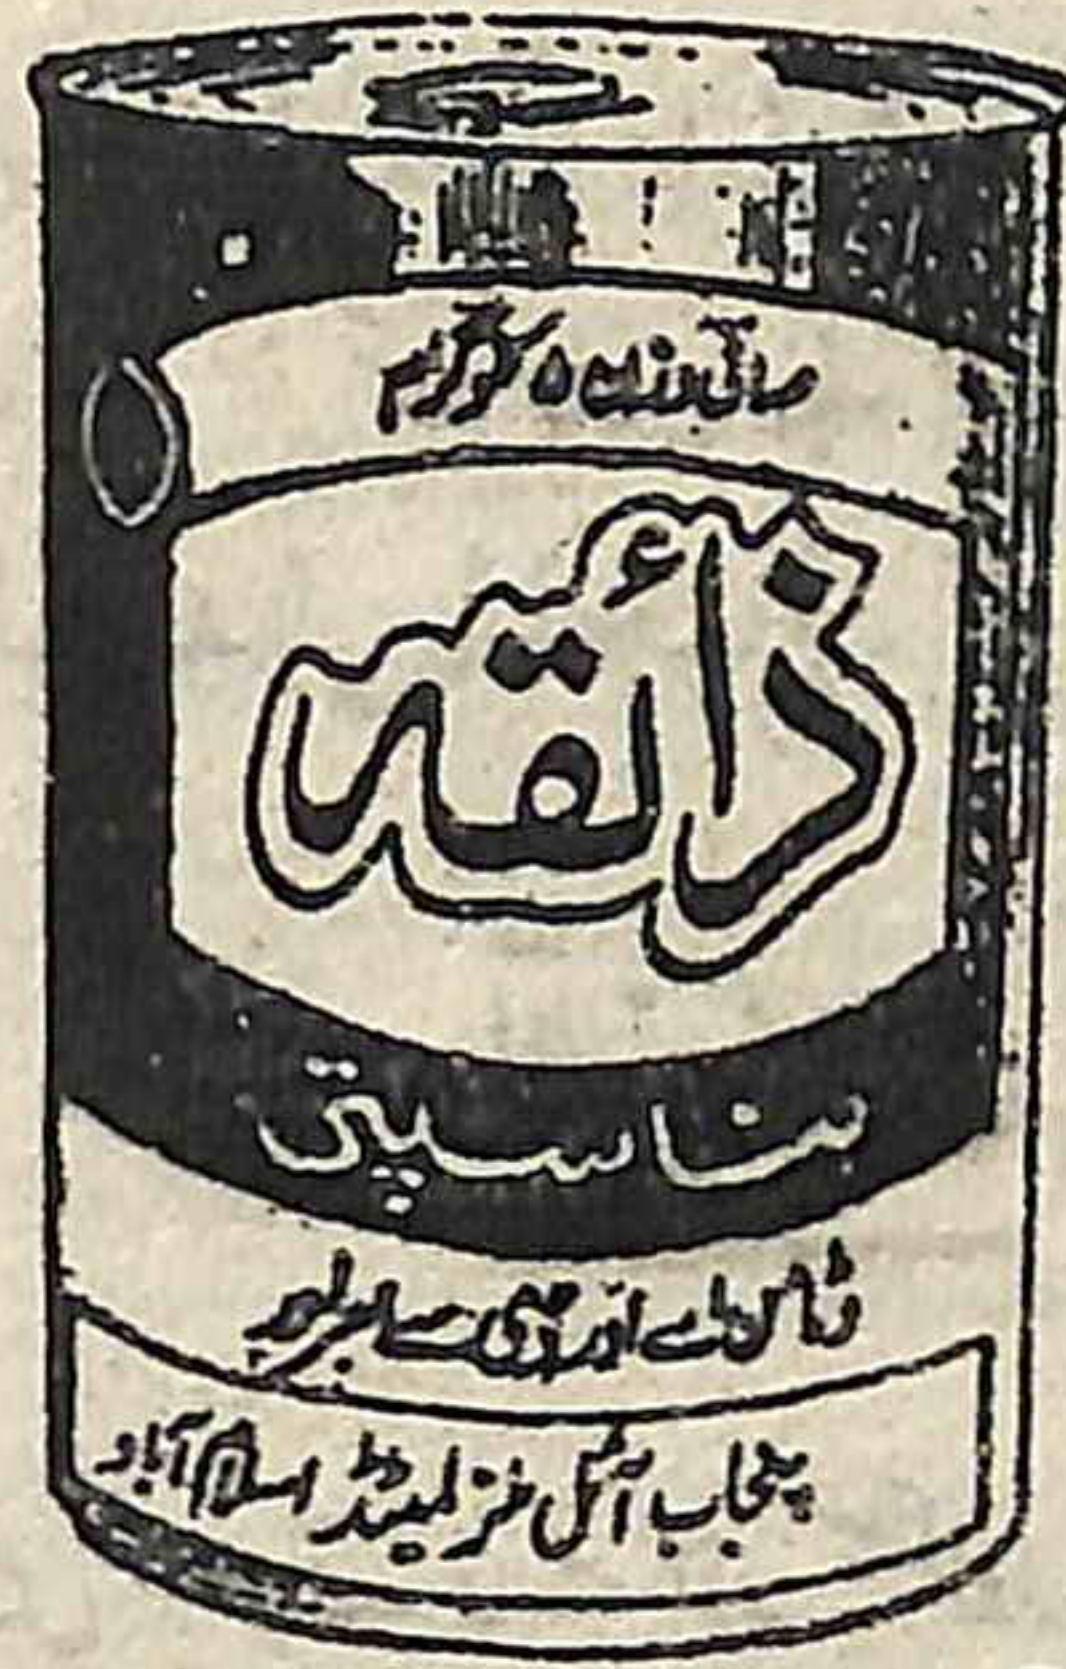 صافی وزن ۵ کلوگرام
ذائقہ
بناسپتی
وٹامن اے اور ڈی سے بھرپور
پنجاب آئل ملز لمیٹڈ اسلام آباد